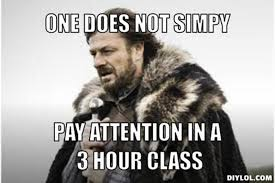 ONE DOES NOT SIMPY
PAY ATTENTION IN A
3 HOUR CLASS
DIYLOL.COM